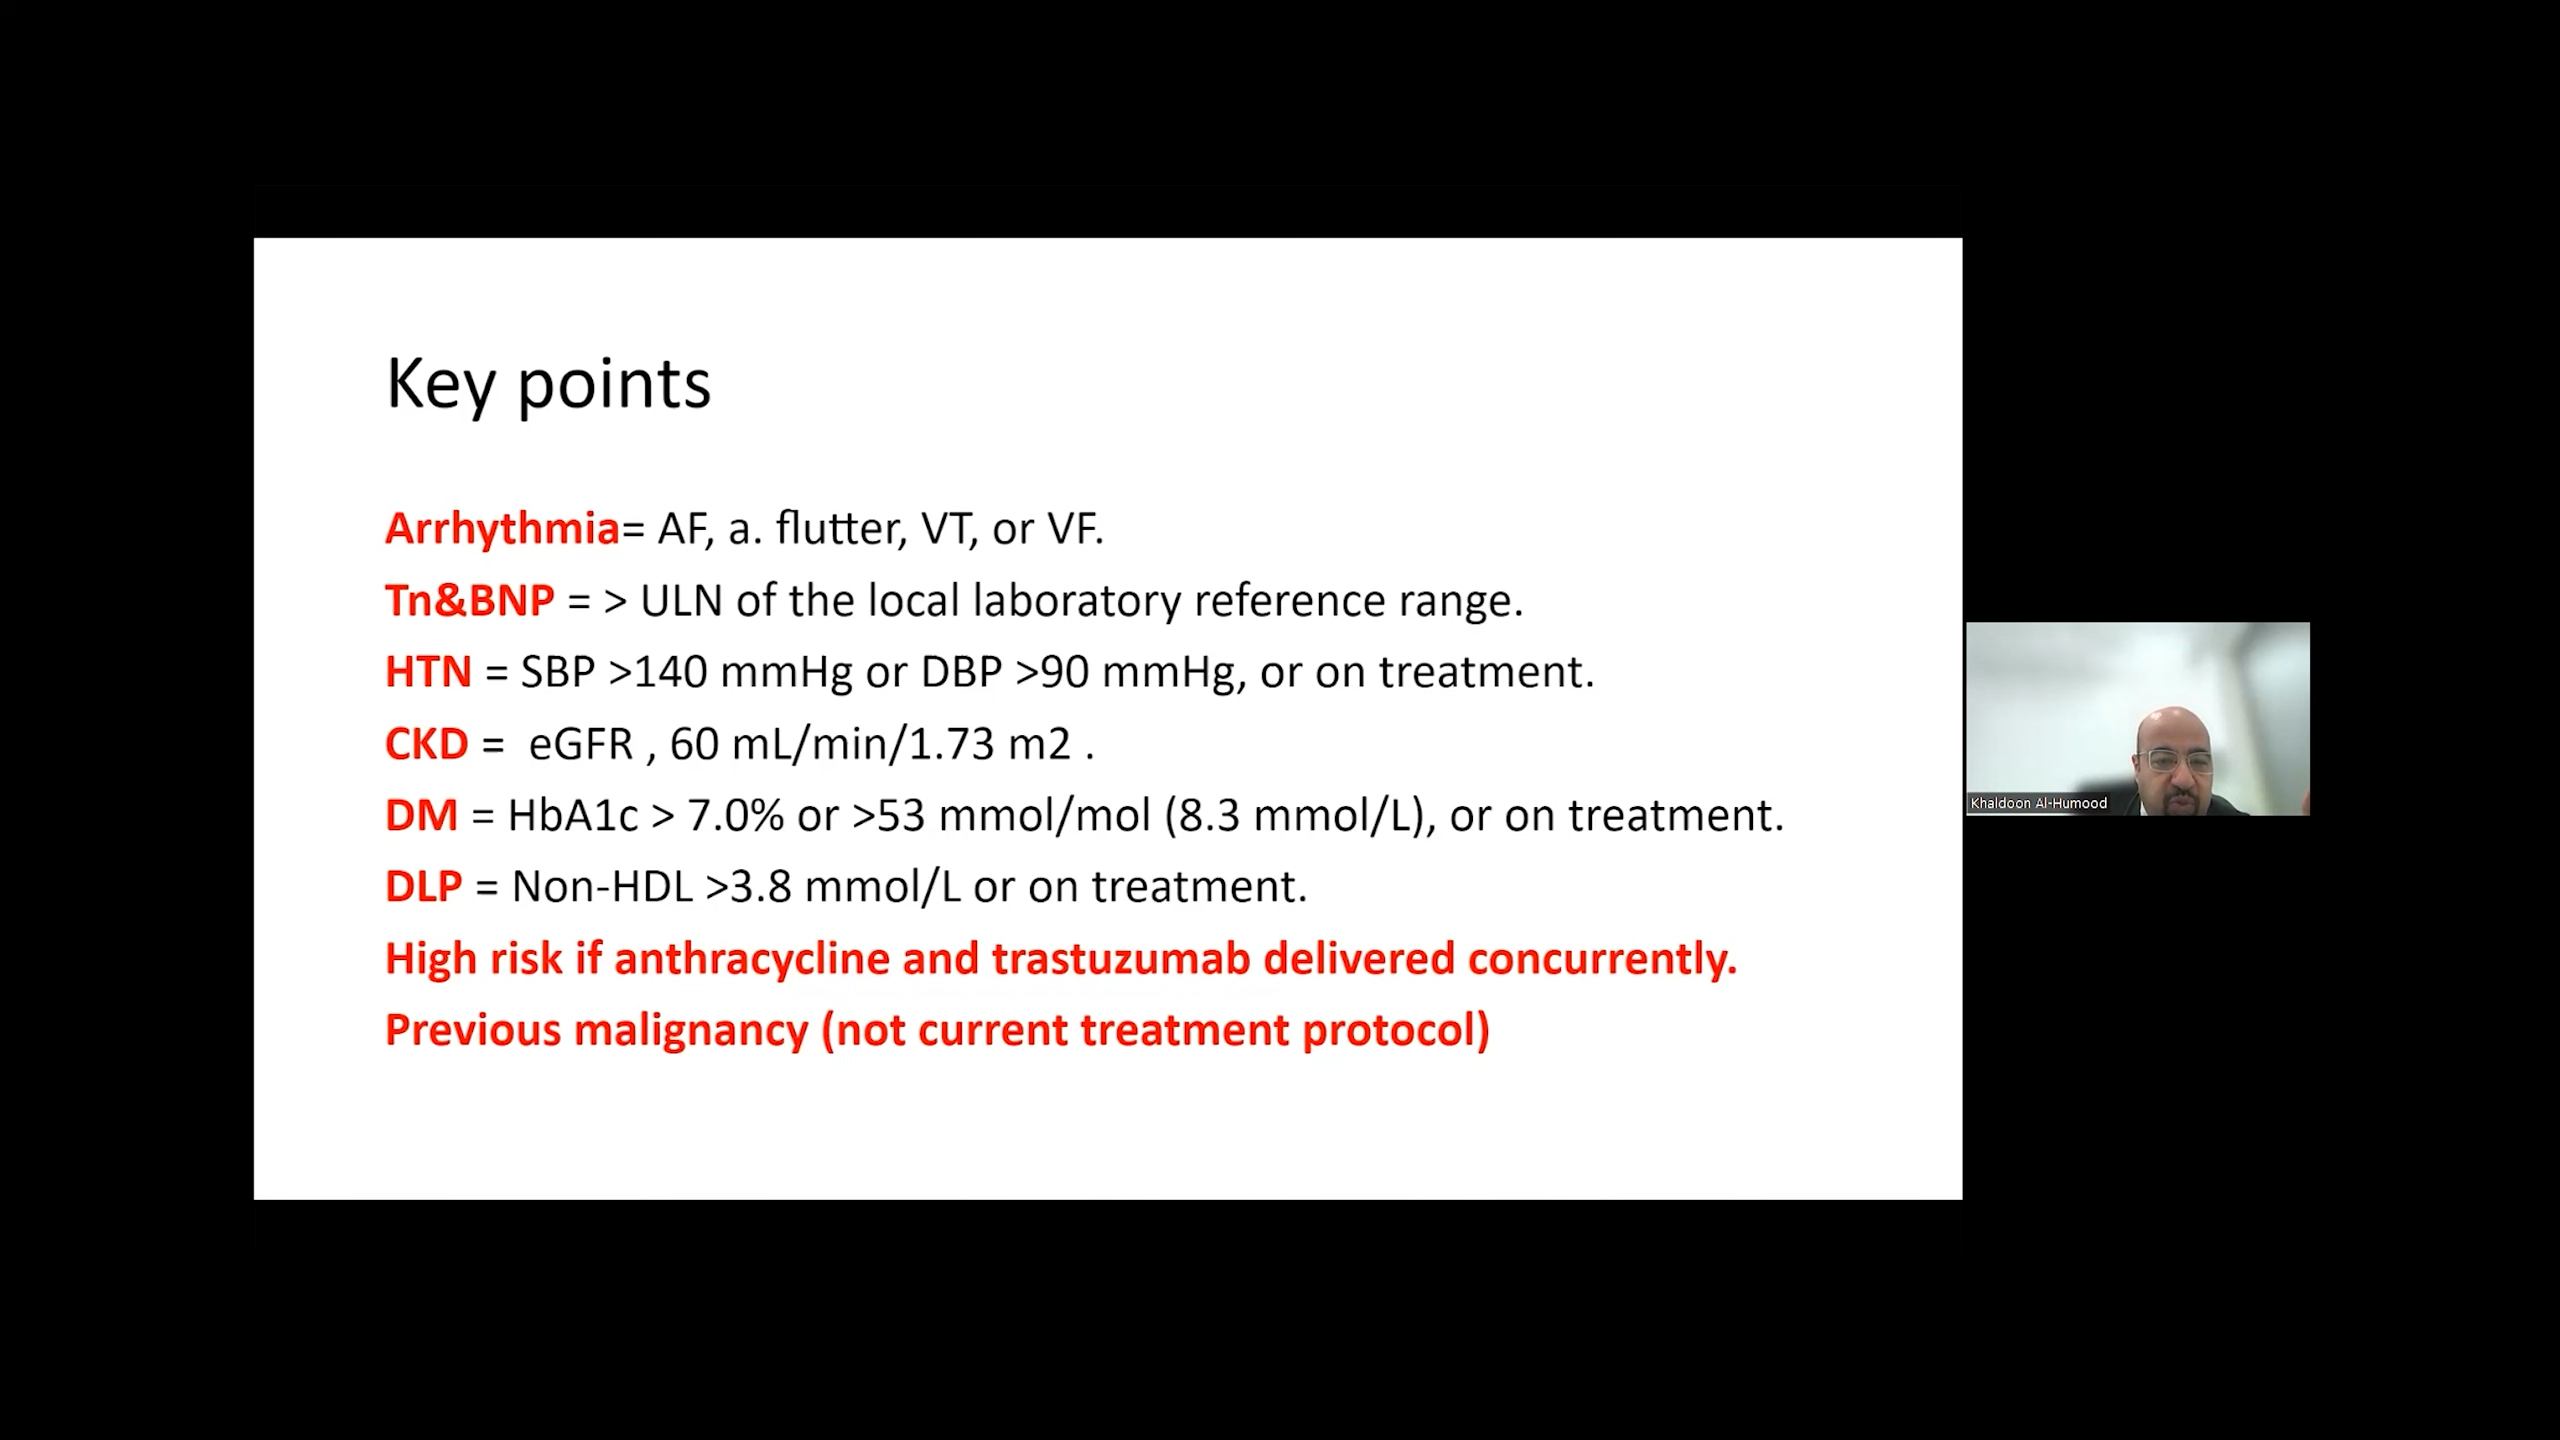 Key points
Arrhythmia= AF, a. flutter, VT, or VF.
Tn&BNP = > ULN of the local laboratory reference range.
HTN = SBP >140 mmHg or DBP >90 mmHg, or on treatment.
CKD =  eGFR , 60 mL/min/1.73 m2 .
DM = HbA1c > 7.0% or >53 mmol/mol (8.3 mmol/L), or on treatment.
DLP = Non-HDL >3.8 mmol/L or on treatment.
High risk if anthracycline and trastuzumab delivered concurrently.
Previous malignancy (not current treatment protocol)
Khaldoon Al-Humood